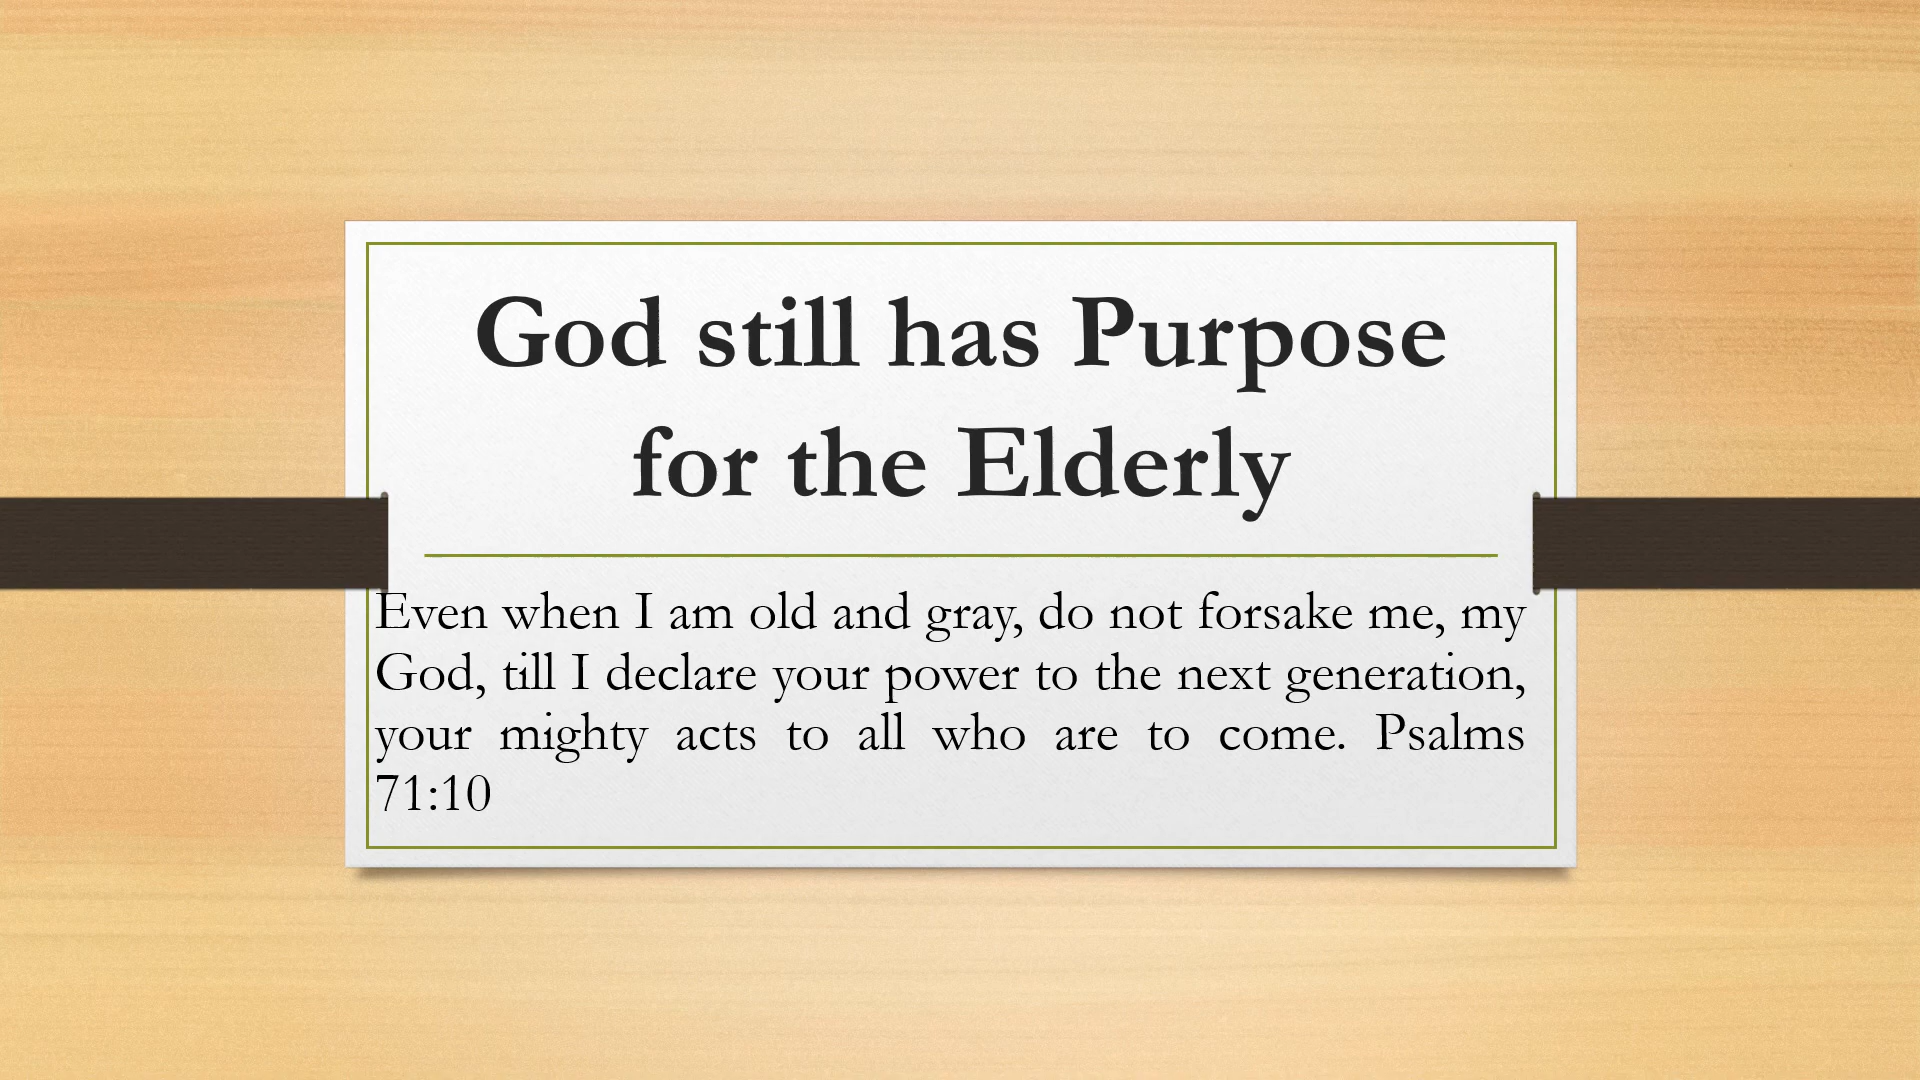 God still has Purpose
for the Elderly
Even when I am old and gray, do not forsake me, my
God, till I declare your power to the next generation,
your mighty acts to all who are to come. Psalms
71:10